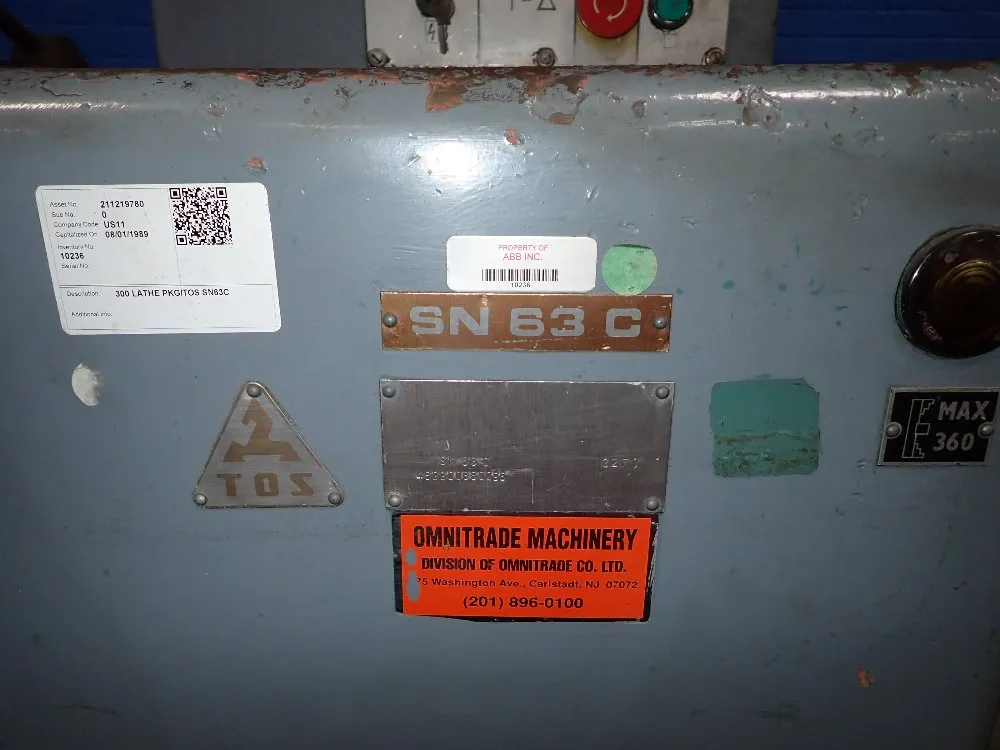 Asset No. 211219780
Sub No. 0
Company Code US11
Capitalized On 08/01/1989
Inventory No
10236
Serial No
Description 300 LATHE PKG/TOS SN63C
Additional info.
PROPERTY OF
ABB INC.
10236
SN 63 C
TOS
MAX
360
OMNITRADE MACHINERY
DIVISION OF OMNITRADE CO. LTD.
75 Washington Ave., Carlstadt, NJ 07072
(201) 896-0100